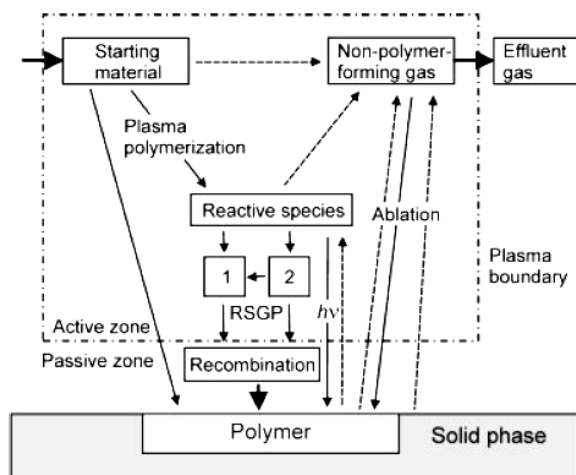 Starting
material
Non-polymer-
forming gas
Effluent
gas
Plasma
polymerization
Reactive species
Ablation
Plasma
boundary
1
2
RSGP
hν
Active zone
Passive zone
Recombination
Polymer
Solid phase